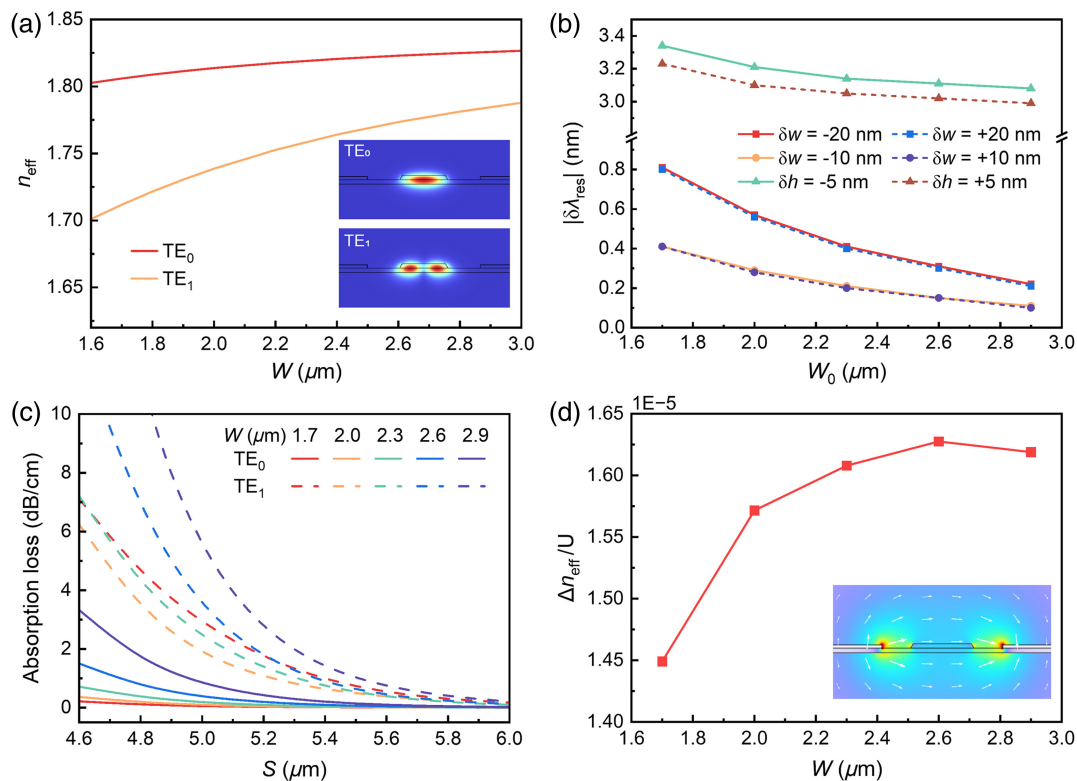 (a)
1.85
1.80
1.75
1.70
1.65
n_eff
TE₀
TE₁
TE₀
TE₁
1.6 1.8 2.0 2.2 2.4 2.6 2.8 3.0
W (μm)
(b)
3.4
3.2
3.0
0.8
0.6
0.4
0.2
0.0
|δλ_res| (nm)
δw = -20 nm δw = +20 nm
δw = -10 nm δw = +10 nm
δh = -5 nm δh = +5 nm
1.6 1.8 2.0 2.2 2.4 2.6 2.8 3.0
W₀ (μm)
(c)
10
8
6
4
2
0
Absorption loss (dB/cm)
W (μm) 1.7 2.0 2.3 2.6 2.9
TE₀
TE₁
4.6 4.8 5.0 5.2 5.4 5.6 5.8 6.0
S (μm)
(d)
1E−5
1.65
1.60
1.55
1.50
1.45
1.40
Δn_eff/U
1.6 1.8 2.0 2.2 2.4 2.6 2.8 3.0
W (μm)